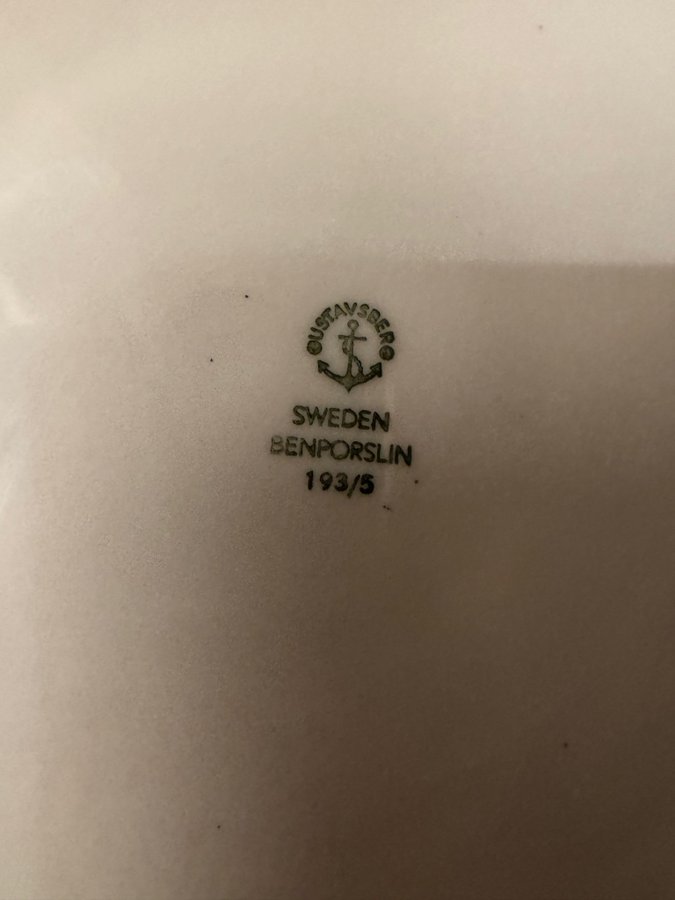 GUSTAVSBERG
SWEDEN
BENPORSLIN
193/5